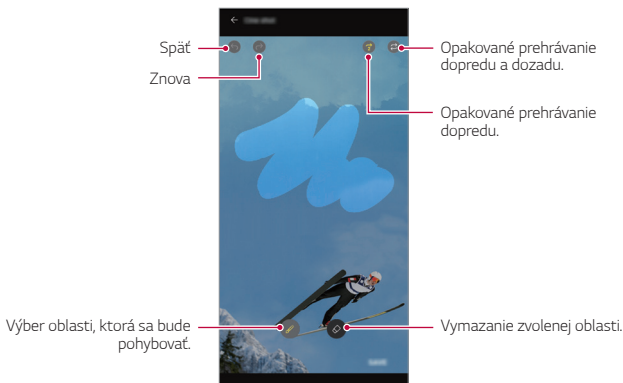 Späť
Znova
Opakované prehrávanie
dopredu a dozadu.
Opakované prehrávanie
dopredu.
Výber oblasti, ktorá sa bude
pohybovať.
Vymazanie zvolenej oblasti.